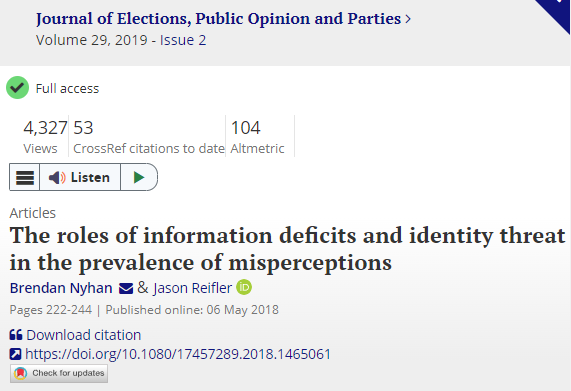 Journal of Elections, Public Opinion and Parties >
Volume 29, 2019 - Issue 2
Full access
4,327 53 104
Views CrossRef citations to date Altmetric
Listen
Articles
The roles of information deficits and identity threat
in the prevalence of misperceptions
Brendan Nyhan & Jason Reifler iD
Pages 222-244 | Published online: 06 May 2018
Download citation
https://doi.org/10.1080/17457289.2018.1465061
Check for updates